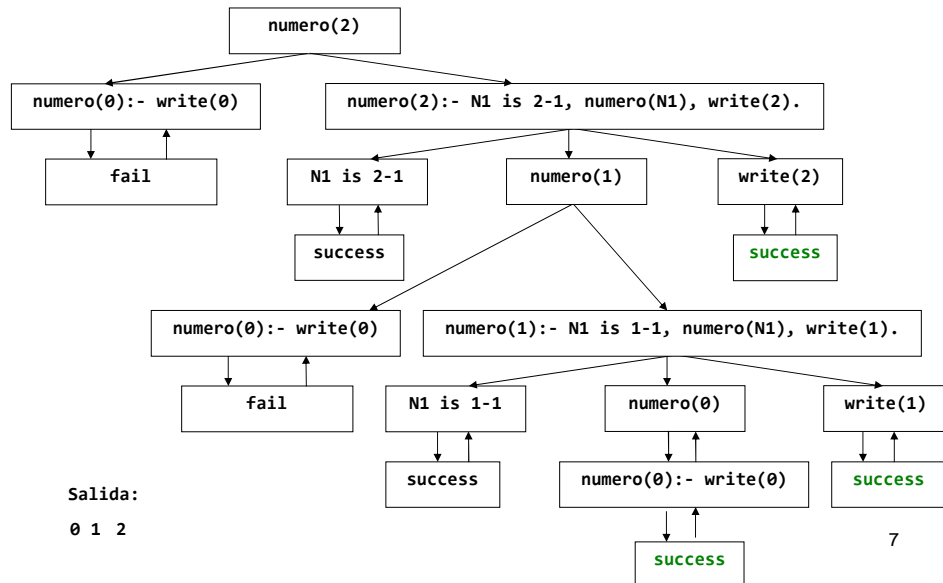 numero(2)
numero(0):- write(0)
numero(2):- N1 is 2-1, numero(N1), write(2).
fail
N1 is 2-1
numero(1)
write(2)
success
success
numero(0):- write(0)
numero(1):- N1 is 1-1, numero(N1), write(1).
fail
N1 is 1-1
numero(0)
write(1)
success
numero(0):- write(0)
success
Salida:
0 1 2
success
7